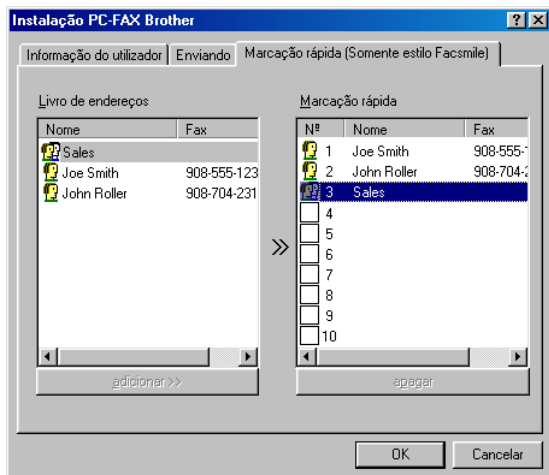 Instalação PC-FAX Brother
Informação do utilizador Enviando Marcação rápida (Somente estilo Facsmile)
Livro de endereços
Nome Fax
Sales
Joe Smith 908-555-123
John Roller 908-704-231
adicionar >>
Marcação rápida
Nº Nome Fax
1 Joe Smith 908-555-
2 John Roller 908-704-
3 Sales
4
5
6
7
8
9
10
apagar
OK Cancelar